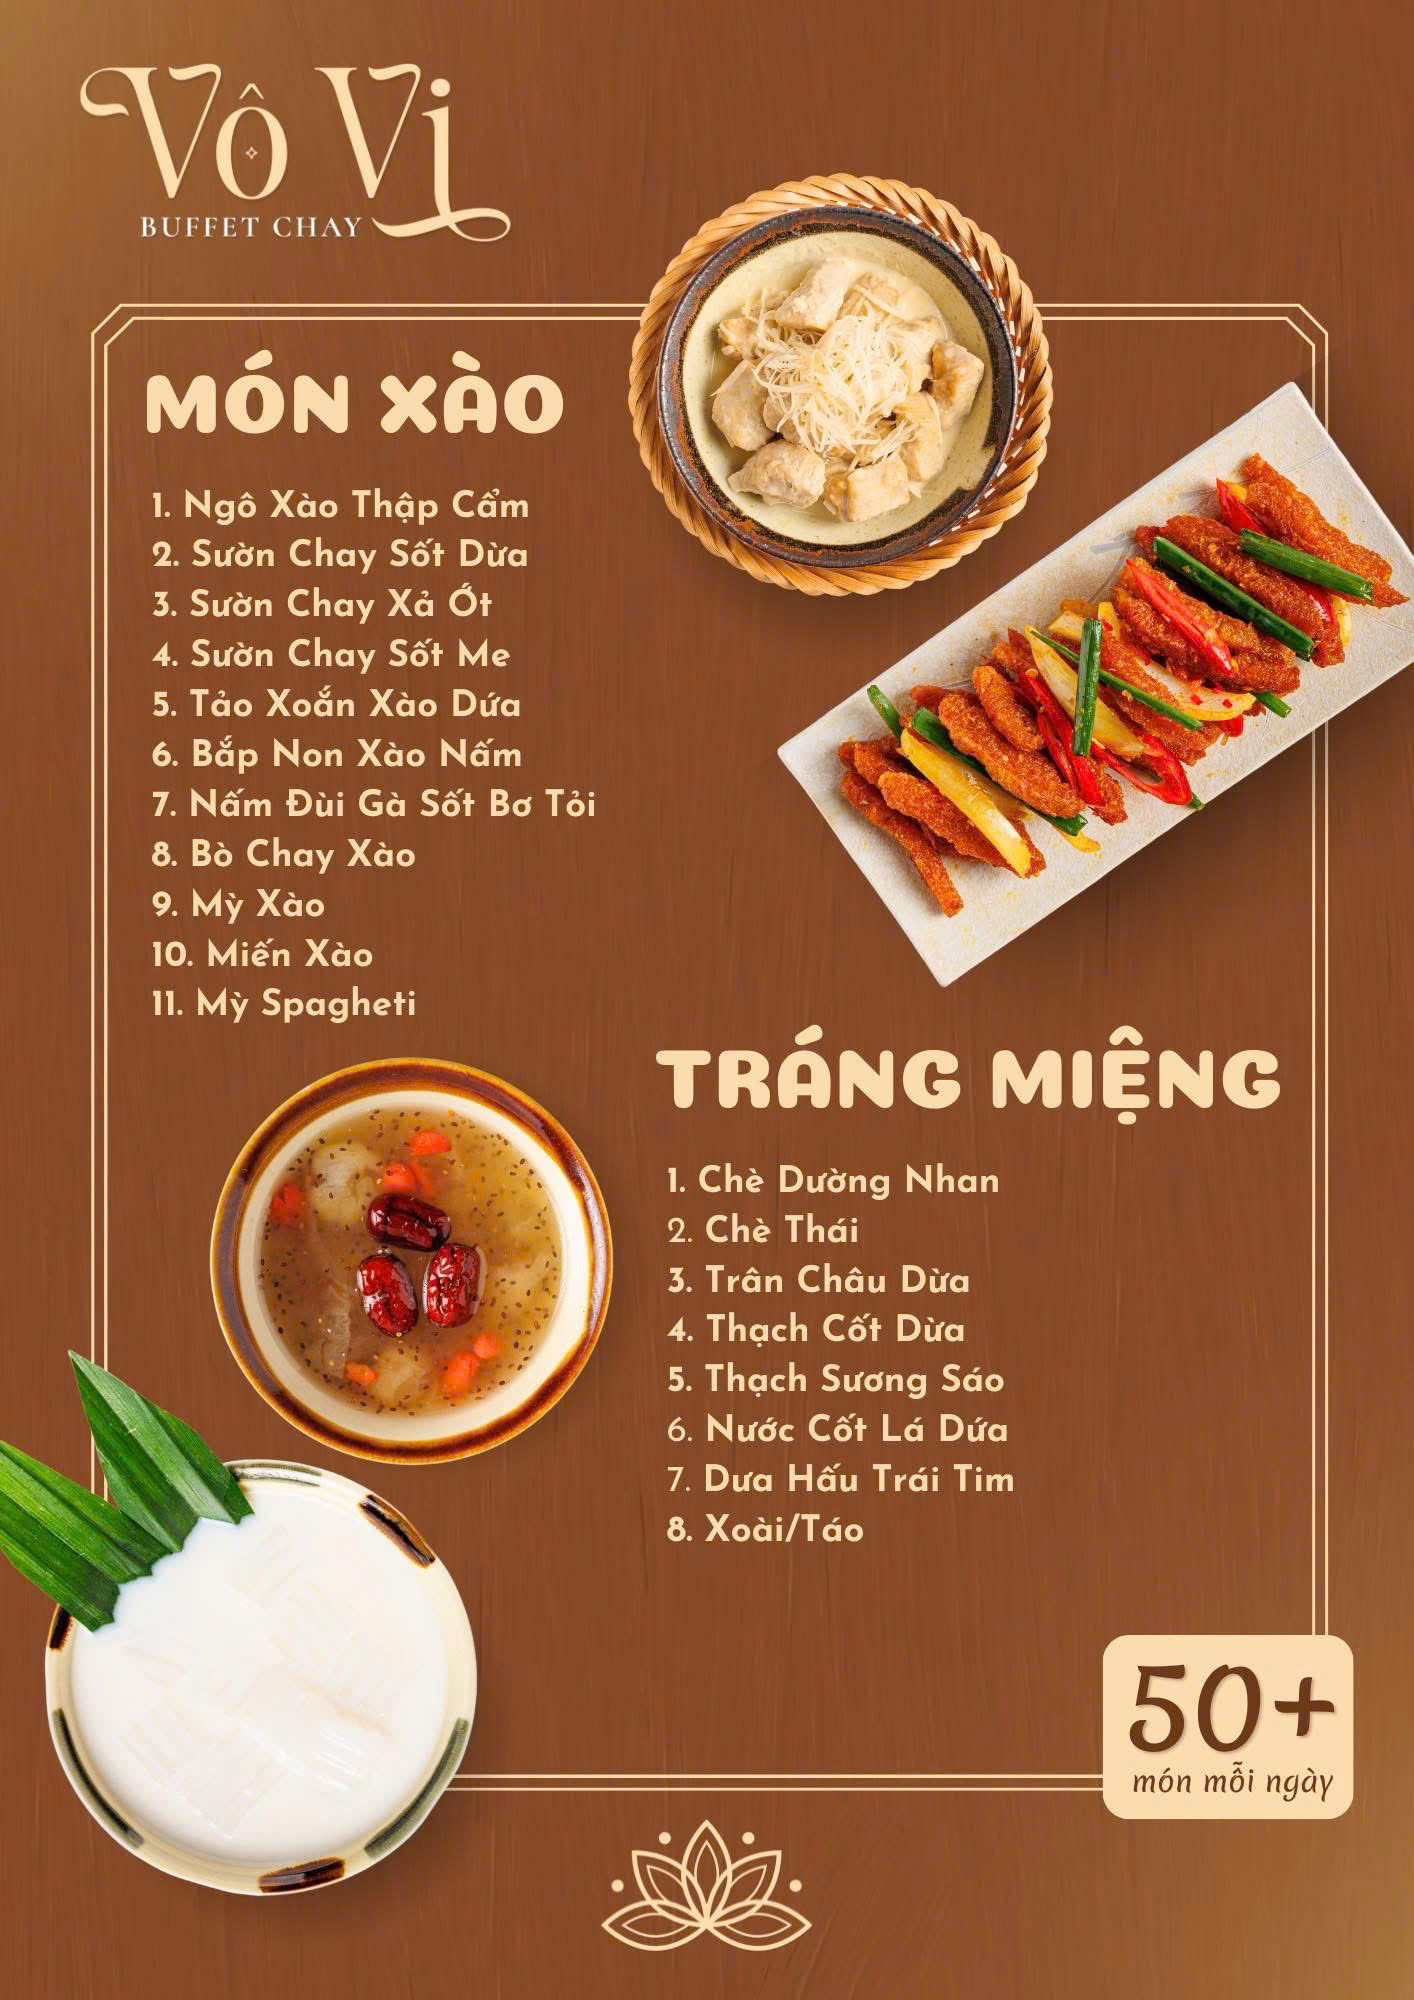 Vô Vị
BUFFET CHAY
MÓN XÀO
1. Ngô Xào Thập Cẩm
2. Sườn Chay Sốt Dừa
3. Sườn Chay Xả Ớt
4. Sườn Chay Sốt Me
5. Tảo Xoắn Xào Dứa
6. Bắp Non Xào Nấm
7. Nấm Đùi Gà Sốt Bơ Tỏi
8. Bò Chay Xào
9. Mỳ Xào
10. Miến Xào
11. Mỳ Spagheti
TRÁNG MIỆNG
1. Chè Dường Nhan
2. Chè Thái
3. Trân Châu Dừa
4. Thạch Cốt Dừa
5. Thạch Sương Sáo
6. Nước Cốt Lá Dứa
7. Dưa Hấu Trái Tim
8. Xoài/Táo
50+
món mỗi ngày